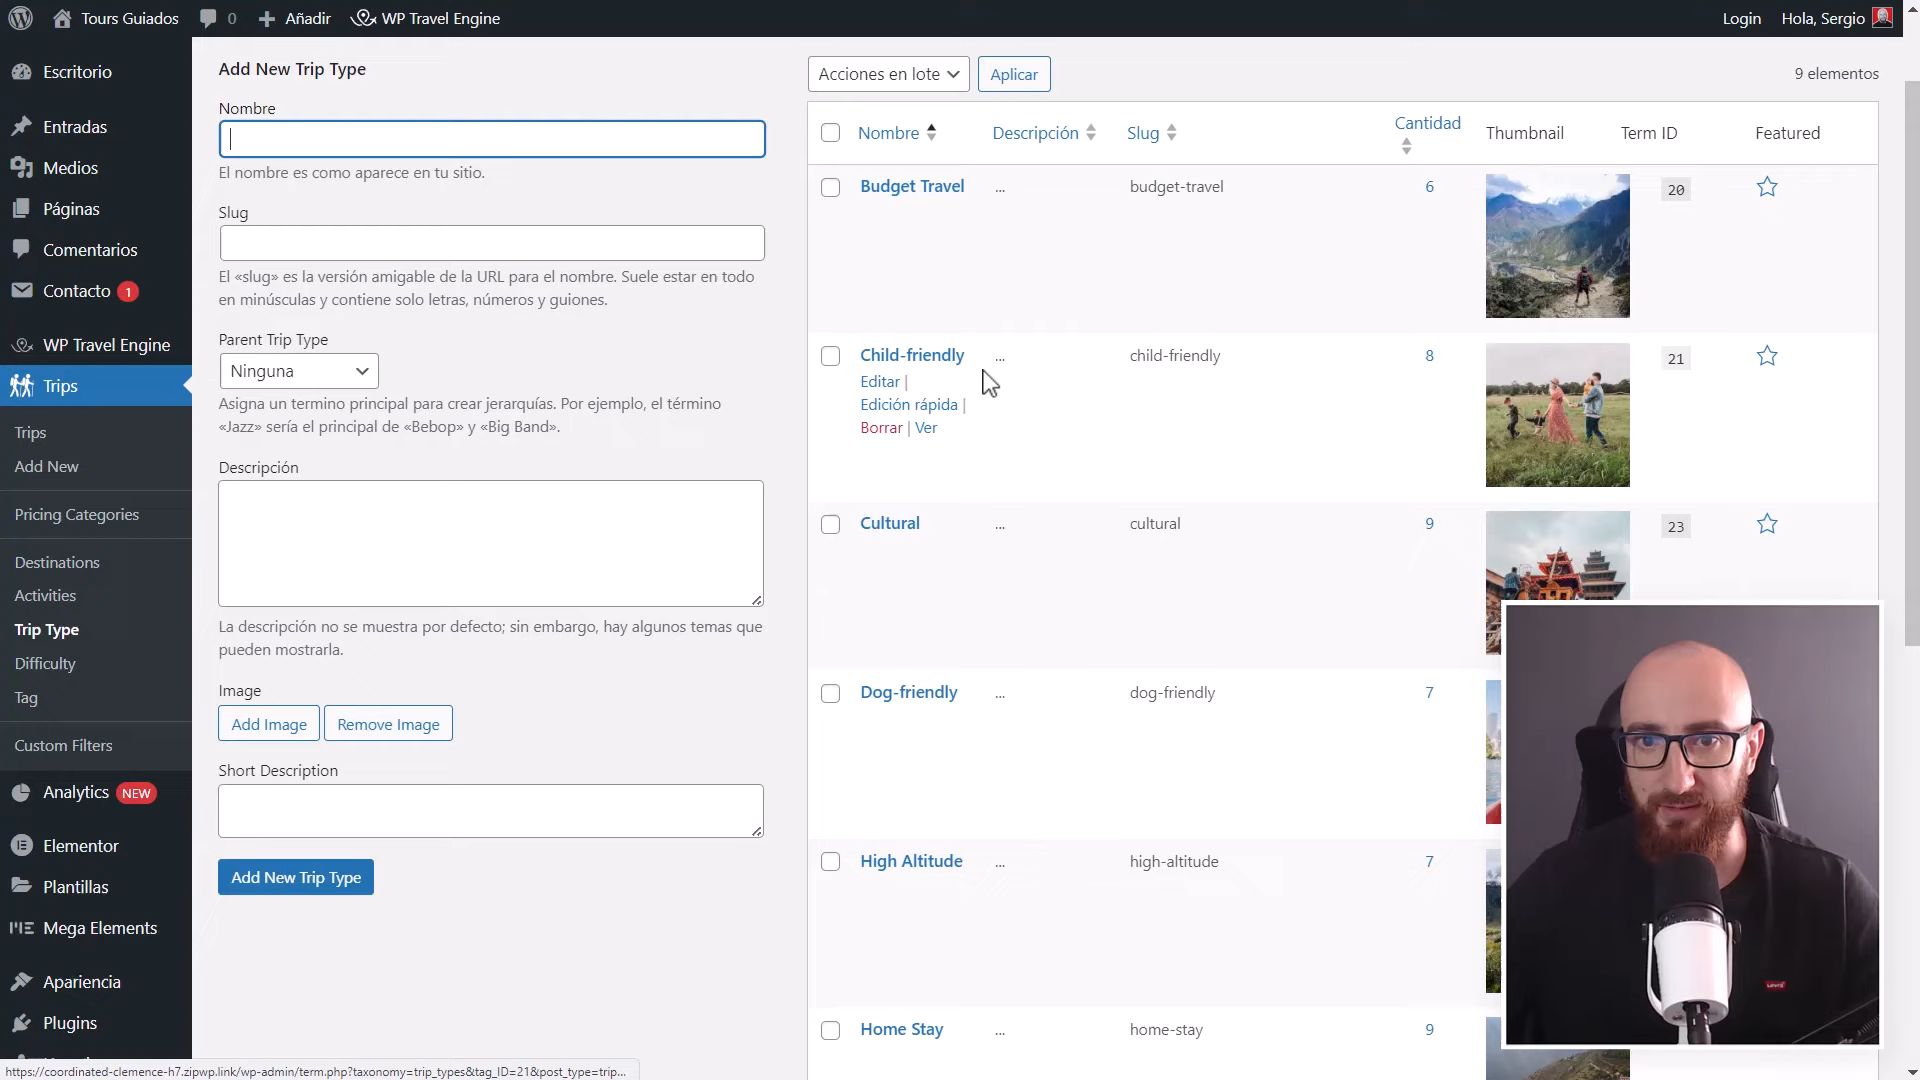 Tours Guiados
0
Añadir
WP Travel Engine
Login
Hola, Sergio
Escritorio
Entradas
Medios
Páginas
Comentarios
Contacto 1
WP Travel Engine
Trips
Trips
Add New
Pricing Categories
Destinations
Activities
Trip Type
Difficulty
Tag
Custom Filters
Analytics NEW
Elementor
Plantillas
Mega Elements
Apariencia
Plugins
Add New Trip Type
Nombre
El nombre es como aparece en tu sitio.
Slug
El «slug» es la versión amigable de la URL para el nombre. Suele estar en todo
en minúsculas y contiene solo letras, números y guiones.
Parent Trip Type
Ninguna
Asigna un termino principal para crear jerarquías. Por ejemplo, el término
«Jazz» sería el principal de «Bebop» y «Big Band».
Descripción
La descripción no se muestra por defecto; sin embargo, hay algunos temas que
pueden mostrarla.
Image
Add Image Remove Image
Short Description
Add New Trip Type
Acciones en lote Aplicar 9 elementos
Nombre Descripción Slug Cantidad Thumbnail Term ID Featured
Budget Travel ... budget-travel 6 20
Child-friendly ... child-friendly 8 21
Editar |
Edición rápida |
Borrar | Ver
Cultural ... cultural 9 23
Dog-friendly ... dog-friendly 7
High Altitude ... high-altitude 7
Home Stay ... home-stay 9
Levi's
https://coordinated-clemence-h7.zipwp.link/wp-admin/term.php?taxonomy=trip_types&tag_ID=21&post_type=trip...